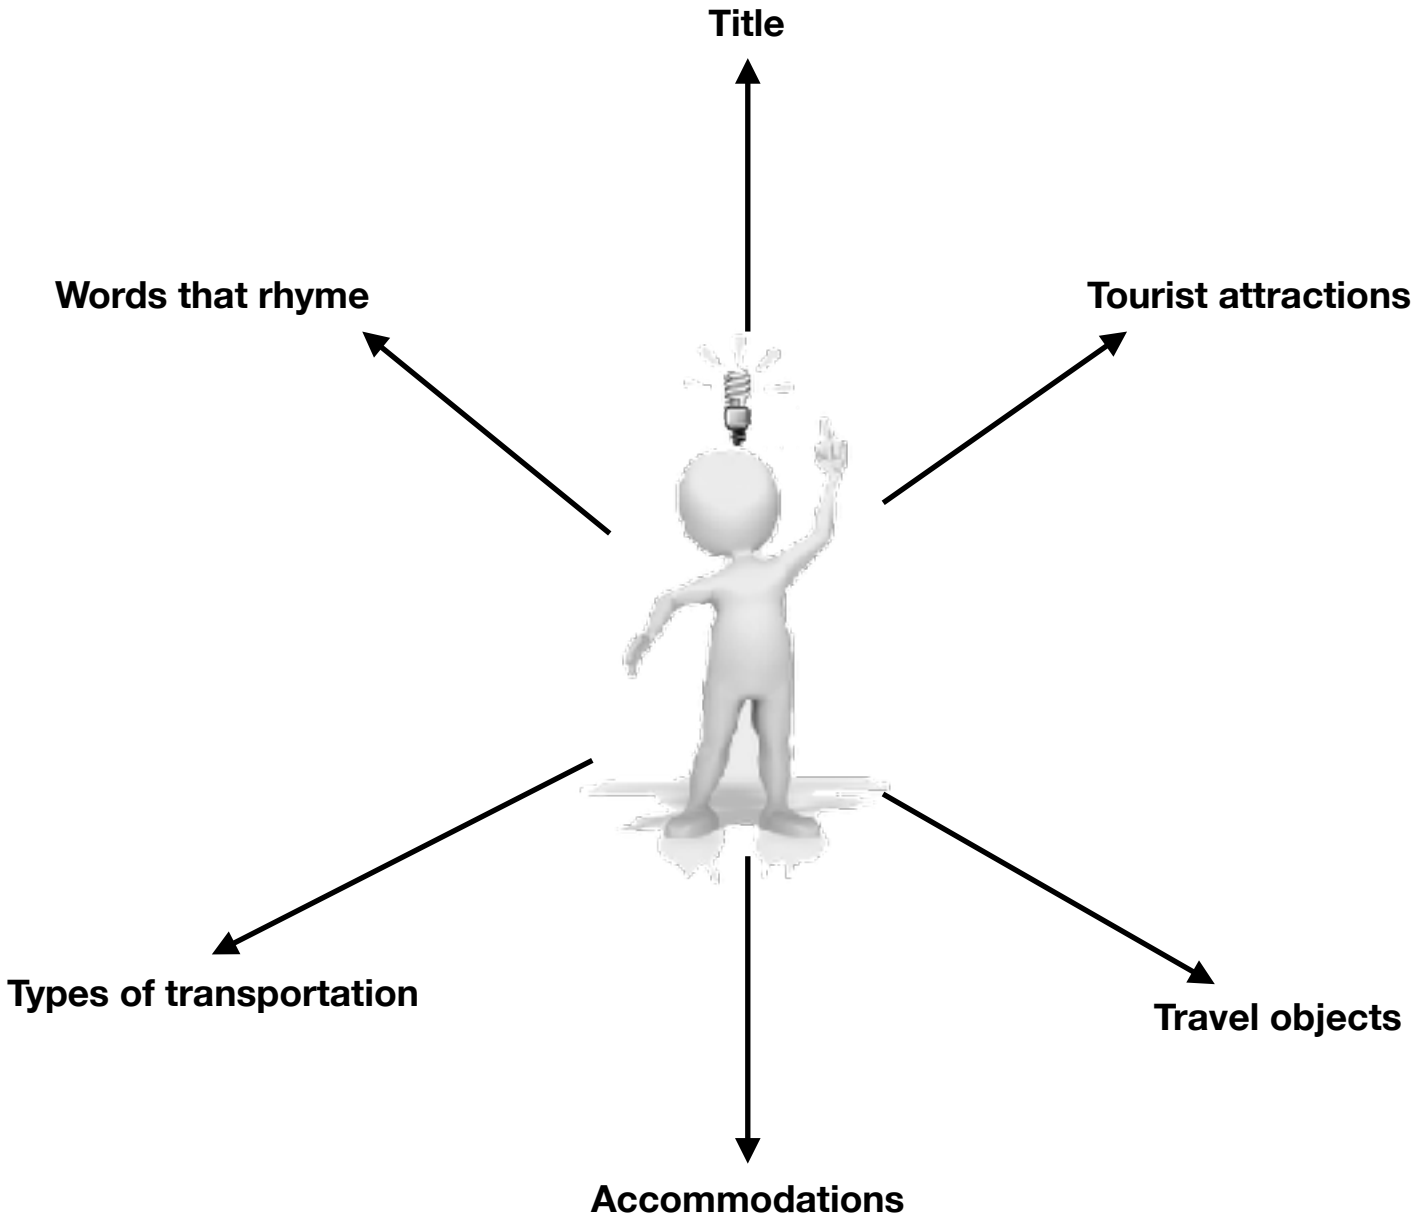 Title
Words that rhyme
Tourist attractions
Types of transportation
Travel objects
Accommodations